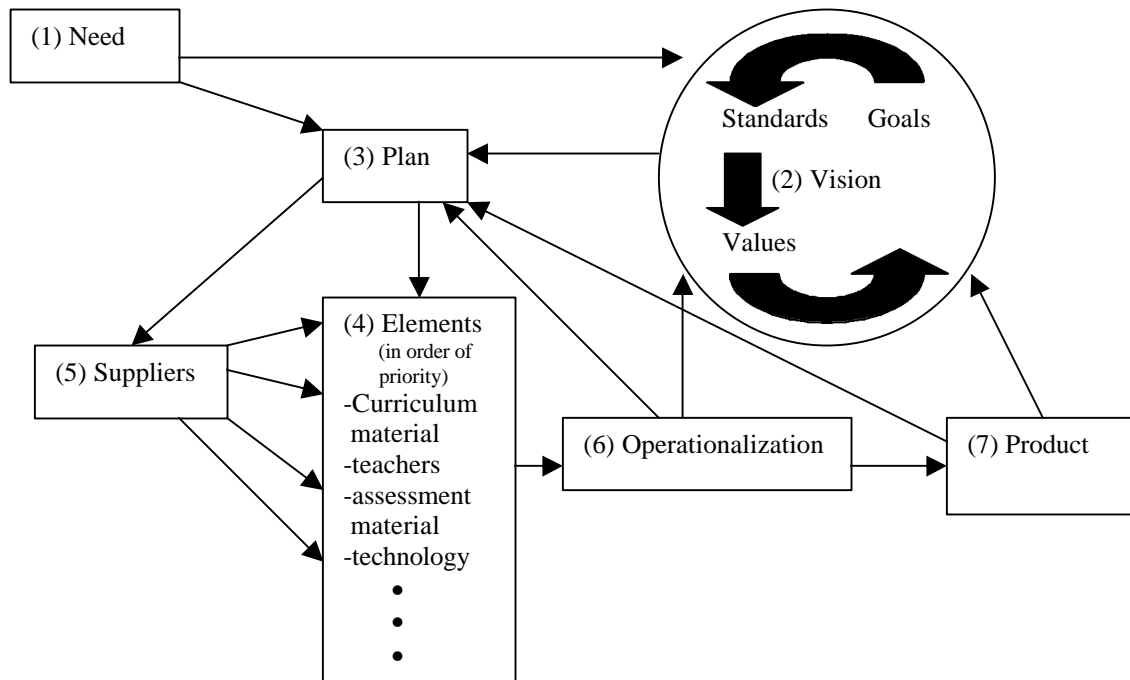 (1) Need
Standards Goals
(2) Vision
Values
(3) Plan
(4) Elements
(in order of
priority)
-Curriculum
material
-teachers
-assessment
material
-technology
•
•
•
(5) Suppliers
(6) Operationalization
(7) Product